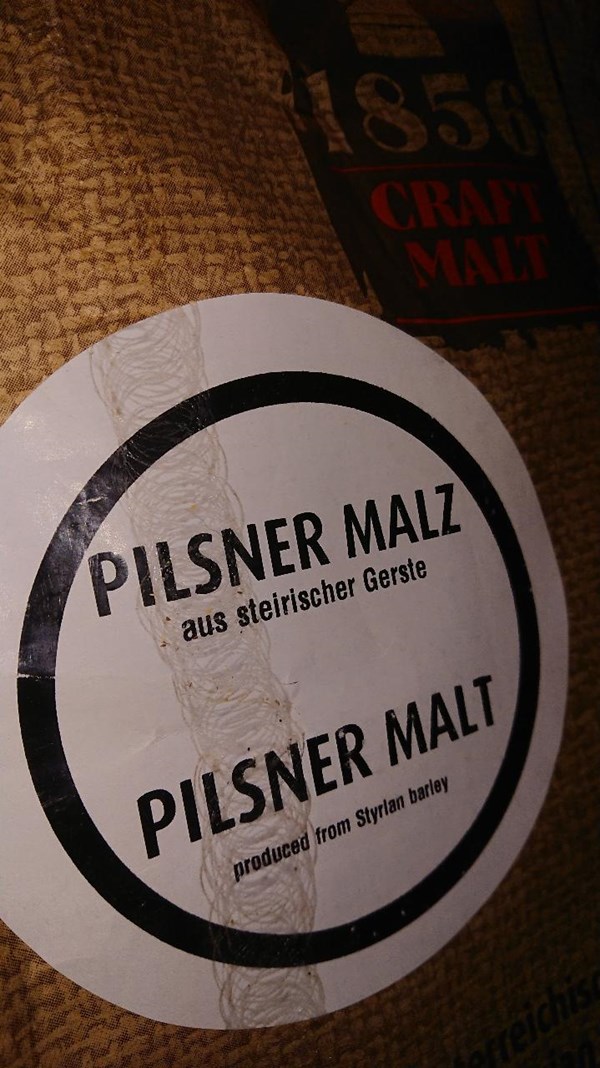 1856
CRAFT
MALT
PILSNER MALZ
aus steirischer Gerste
PILSNER MALT
produced from Styrian barley